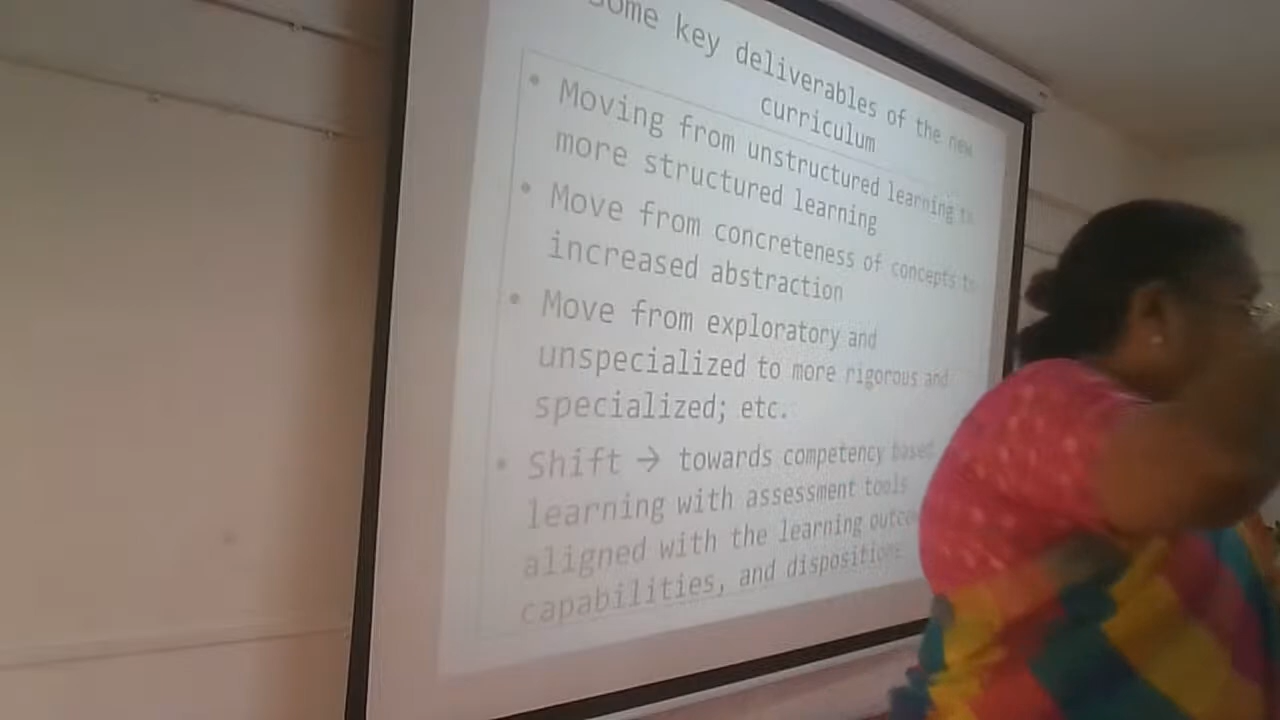 Some key deliverables of the new
curriculum
• Moving from unstructured learning to
more structured learning
• Move from concreteness of concepts to
increased abstraction
• Move from exploratory and
unspecialized to more rigorous and
specialized; etc.
• Shift → towards competency based
learning with assessment tools
aligned with the learning
capabilities, and dispositions